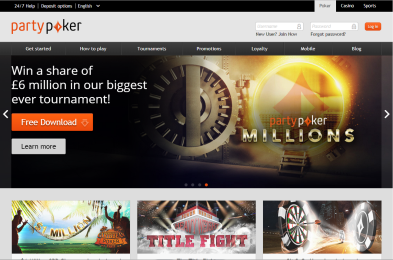 24/7 Help | Deposit options | English
Poker Casino Sports
partypoker
Username Password Log In
New User? Join Here Forgot password?
Get started How to play Tournaments Promotions Loyalty Mobile Blog
Win a share of
£6 million in our biggest
ever tournament!
Free Download
Learn more
partypoker
MILLIONS
MILLION
TITLE FIGHT